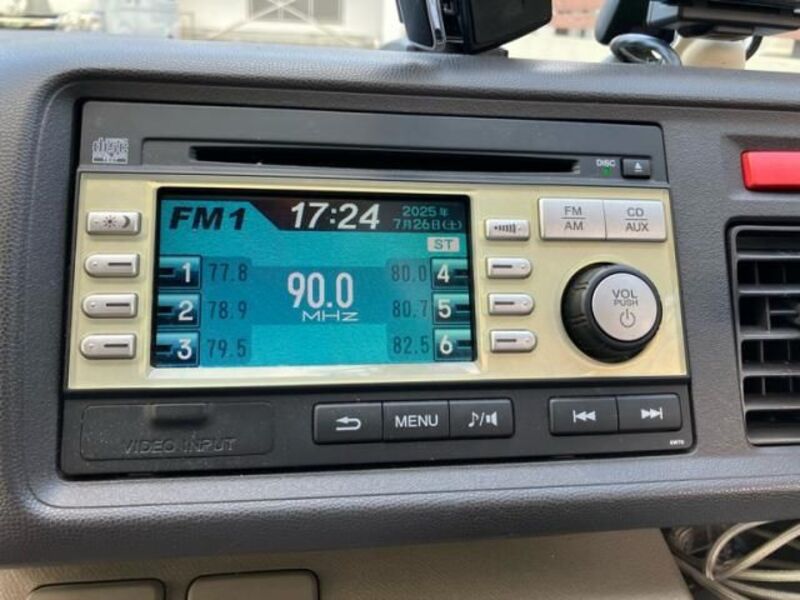 disc
DISC
FM1 17:24 2025年
7月26日(土)
ST
FM
AM
CD
AUX
1 77.8
2 78.9
3 79.5
90.0
MHz
80.0 4
80.7 5
82.5 6
VOL
PUSH
VIDEO INPUT
MENU